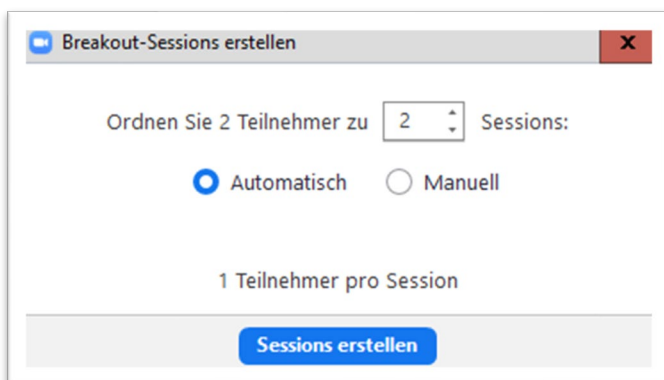 Breakout-Sessions erstellen
Ordnen Sie 2 Teilnehmer zu 2 Sessions:
Automatisch Manuell
1 Teilnehmer pro Session
Sessions erstellen